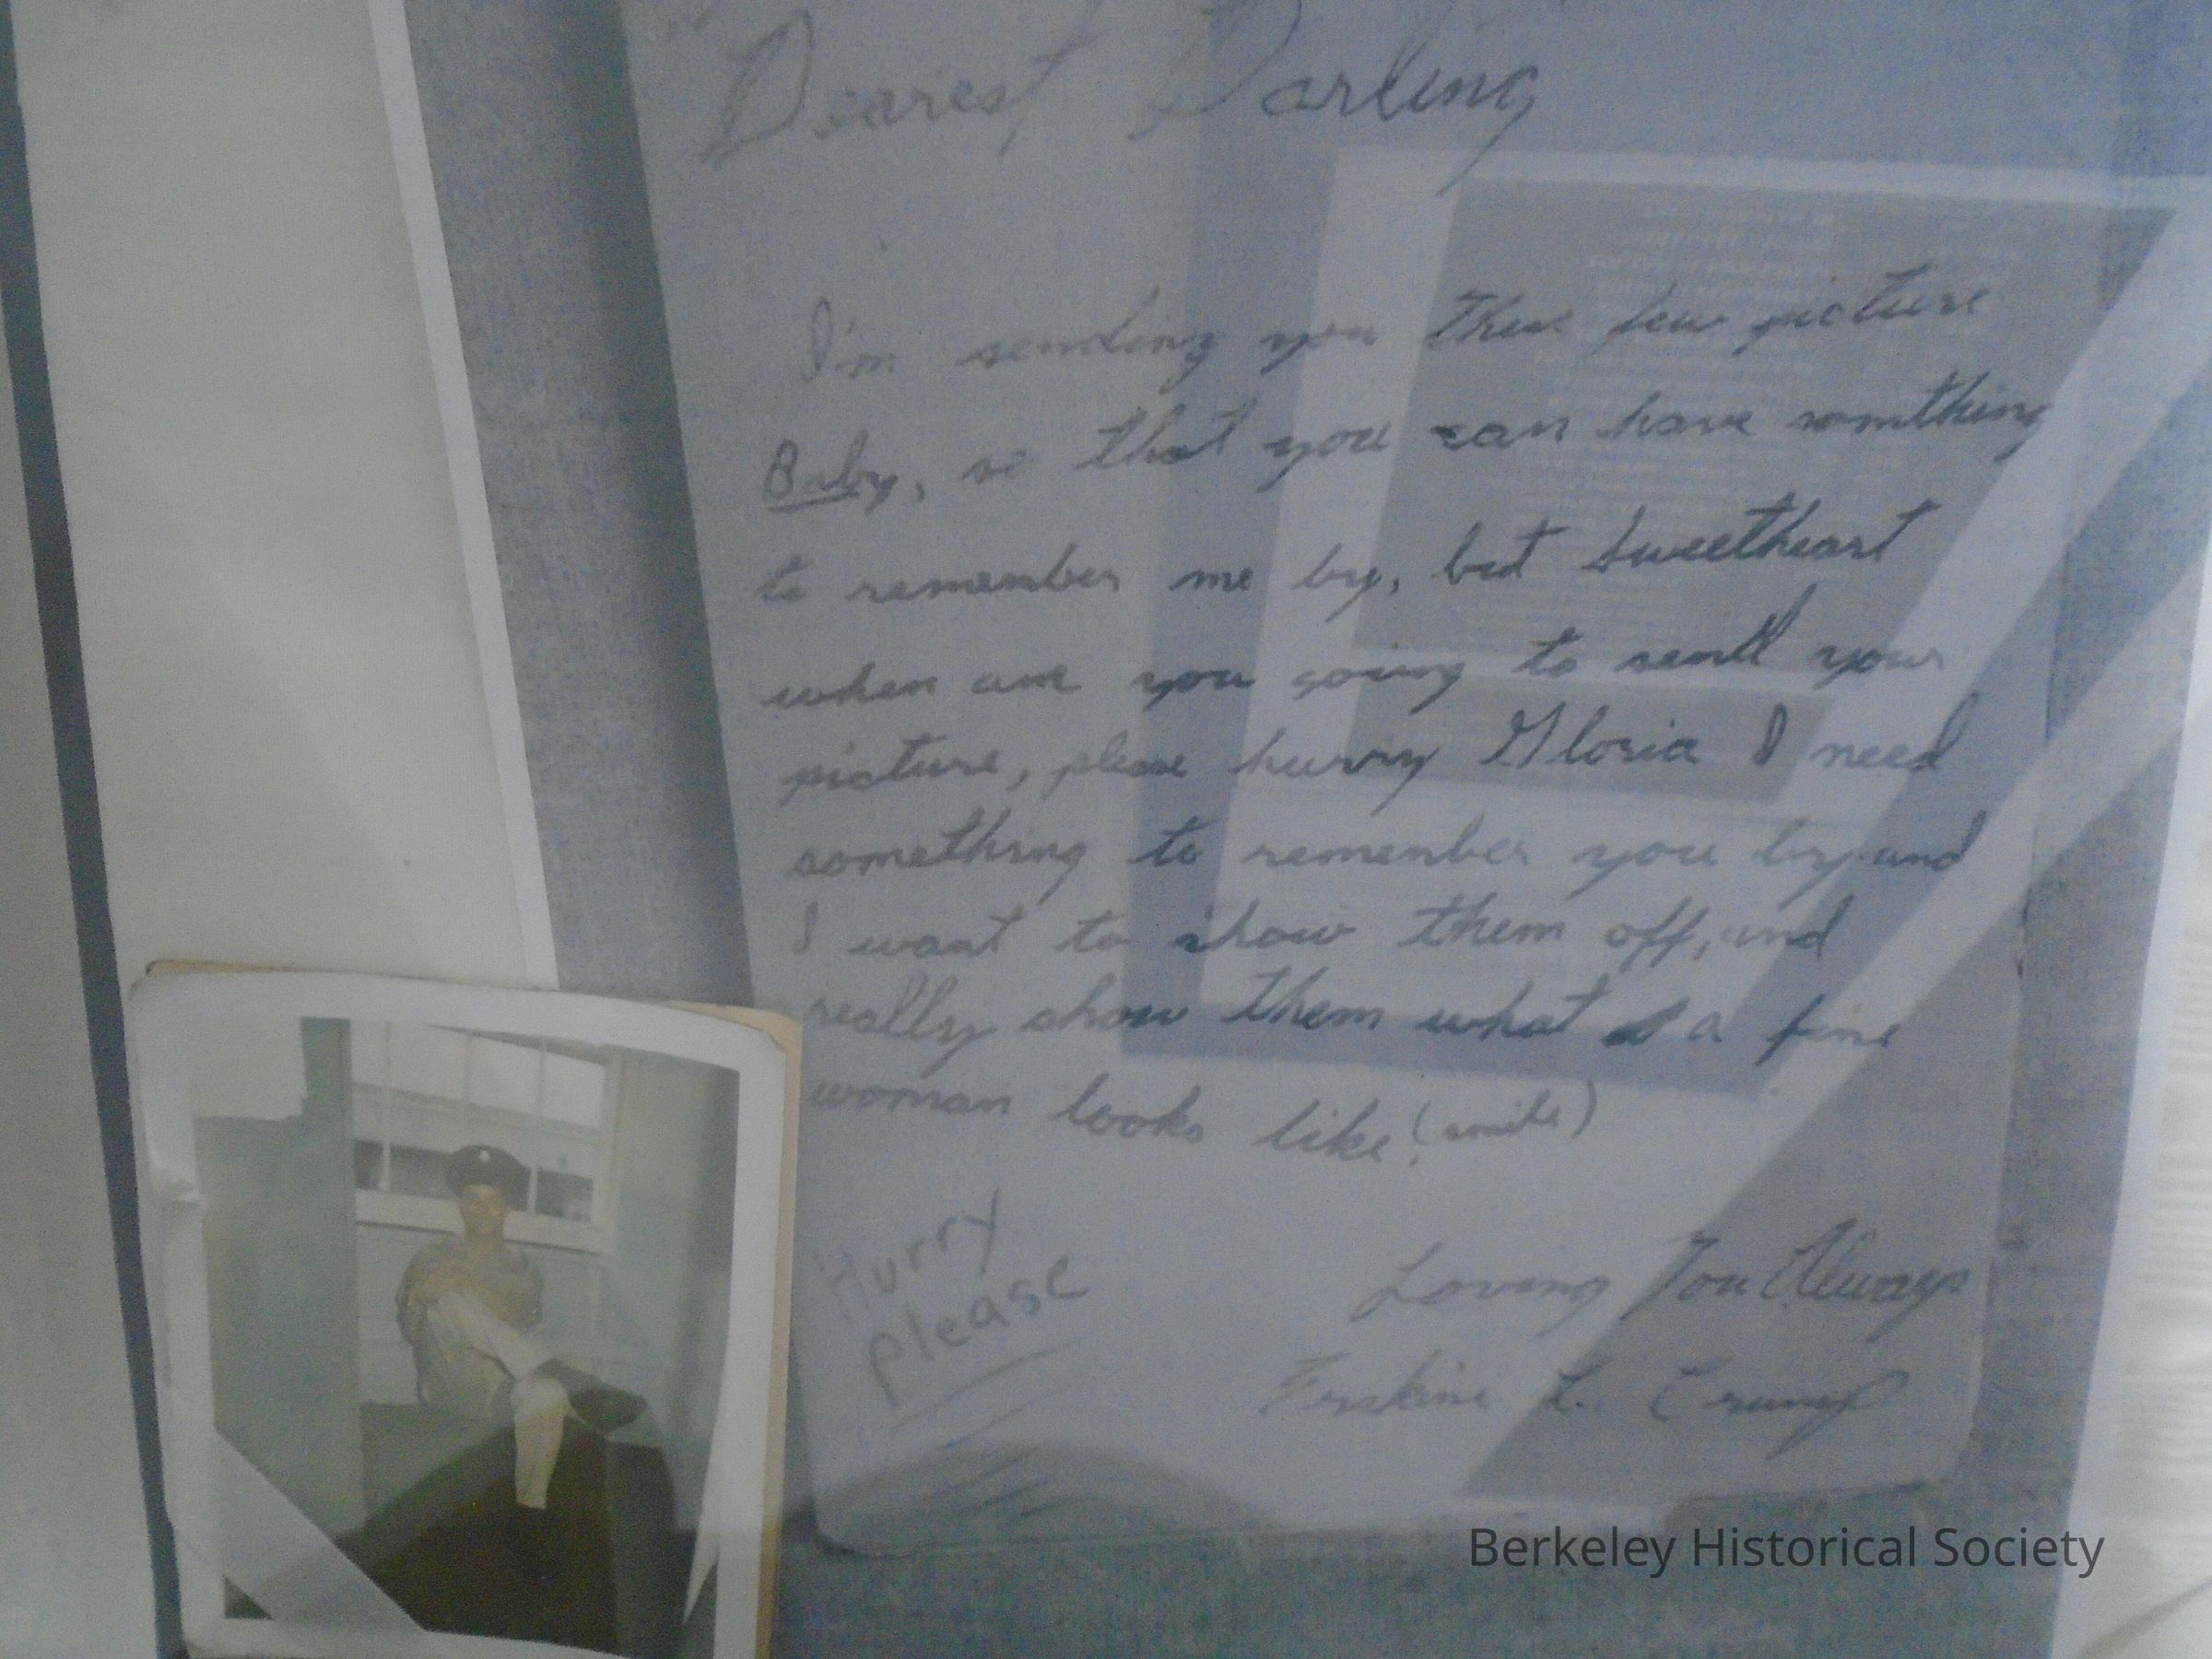 Dearest Darling
I'm sending you these few picture
Baby, so that you can have somithing
to remember me by, but Sweetheart
when are you going to send your
picture, please hurry Gloria I need
something to remember you by and
I want to show them off, and
really show them what a fine
woman looks like! (smile)
Hurry
please
Loving You Always
Erskine L. Crump
Berkeley Historical Society